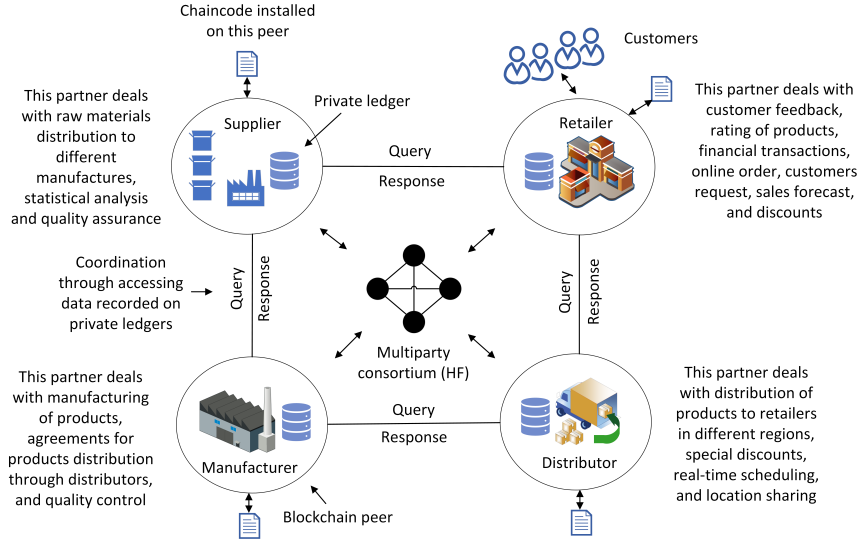 Chaincode installed
on this peer
Customers
This partner deals
with raw materials
distribution to
different
manufactures,
statistical analysis
and quality assurance
Supplier
Private ledger
Retailer
This partner deals with
customer feedback,
rating of products,
financial transactions,
online order, customers
request, sales forecast,
and discounts
Query
Response
Coordination
through accessing
data recorded on
private ledgers
Query
Response
Query
Response
Multiparty
consortium (HF)
This partner deals
with manufacturing
of products,
agreements for
products distribution
through distributors,
and quality control
Manufacturer
Query
Response
Distributor
This partner deals
with distribution of
products to retailers
in different regions,
special discounts,
real-time scheduling,
and location sharing
Blockchain peer